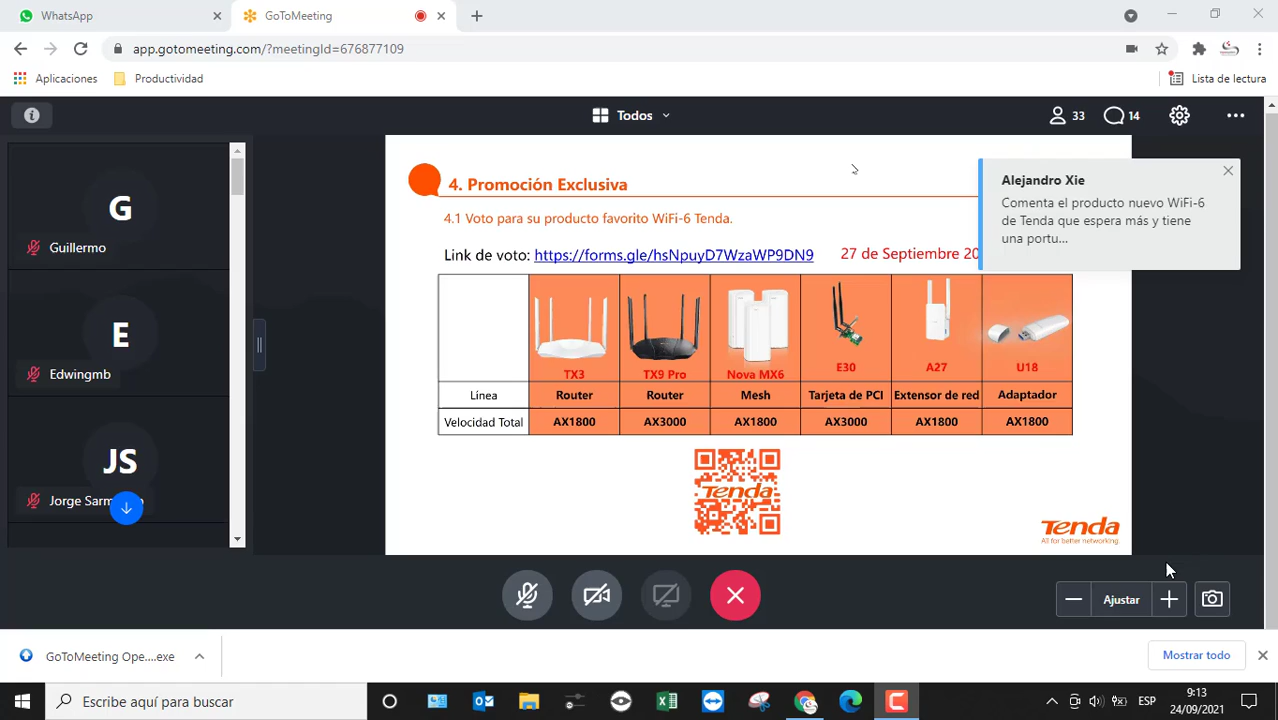 WhatsApp
GoToMeeting
app.gotomeeting.com/?meetingId=676877109
Aplicaciones
Productividad
Lista de lectura
Todos
33
14
G
Guillermo
E
Edwingmb
JS
Jorge Sarm
4. Promoción Exclusiva
4.1 Voto para su producto favorito WiFi-6 Tenda.
Link de voto: https://forms.gle/hsNpuyD7WzaWP9DN9
27 de Septiembre 20
Alejandro Xie
Comenta el producto nuevo WiFi-6
de Tenda que espera más y tiene
una portu...
TX3 TX9 Pro Nova MX6 E30 A27 U18
Línea Router Router Mesh Tarjeta de PCI Extensor de red Adaptador
Velocidad Total AX1800 AX3000 AX1800 AX3000 AX1800 AX1800
Tenda
Tenda
All for better networking
Ajustar
GoToMeeting Ope....exe
Mostrar todo
Escribe aquí para buscar
ESP
9:13
24/09/2021